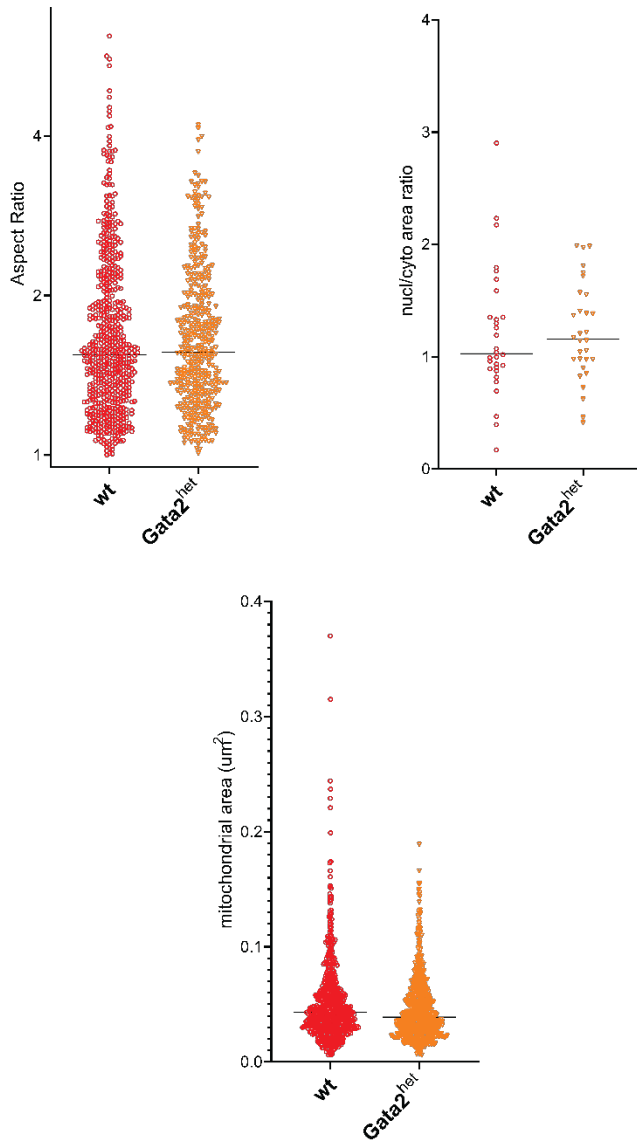 Aspect Ratio
4
2
1
wt
Gata2het
nucl/cyto area ratio
4
3
2
1
0
wt
Gata2het
mitochondrial area (um2)
0.4
0.3
0.2
0.1
0.0
wt
Gata2het